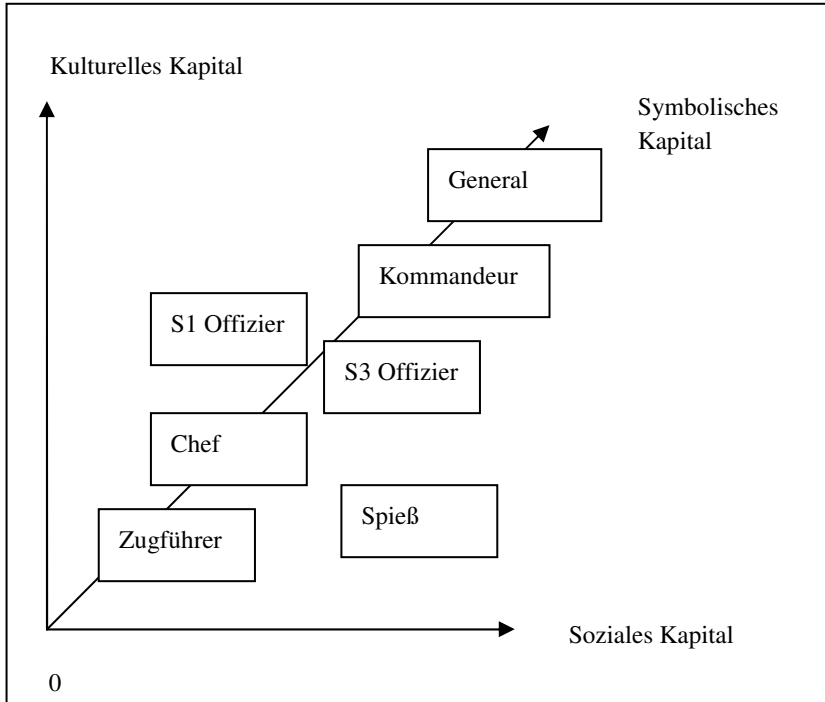 Kulturelles Kapital
Symbolisches
Kapital
General
Kommandeur
S1 Offizier
S3 Offizier
Chef
Spieß
Zugführer
Soziales Kapital
0